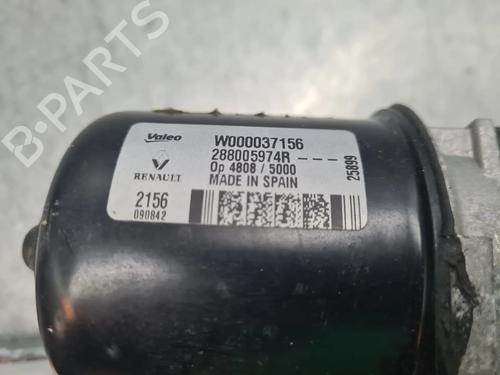 Valeo
W000037156
288005974R---
RENAULT
Op 4808 / 5000
MADE IN SPAIN
25899
2156
090842
B-PARTS